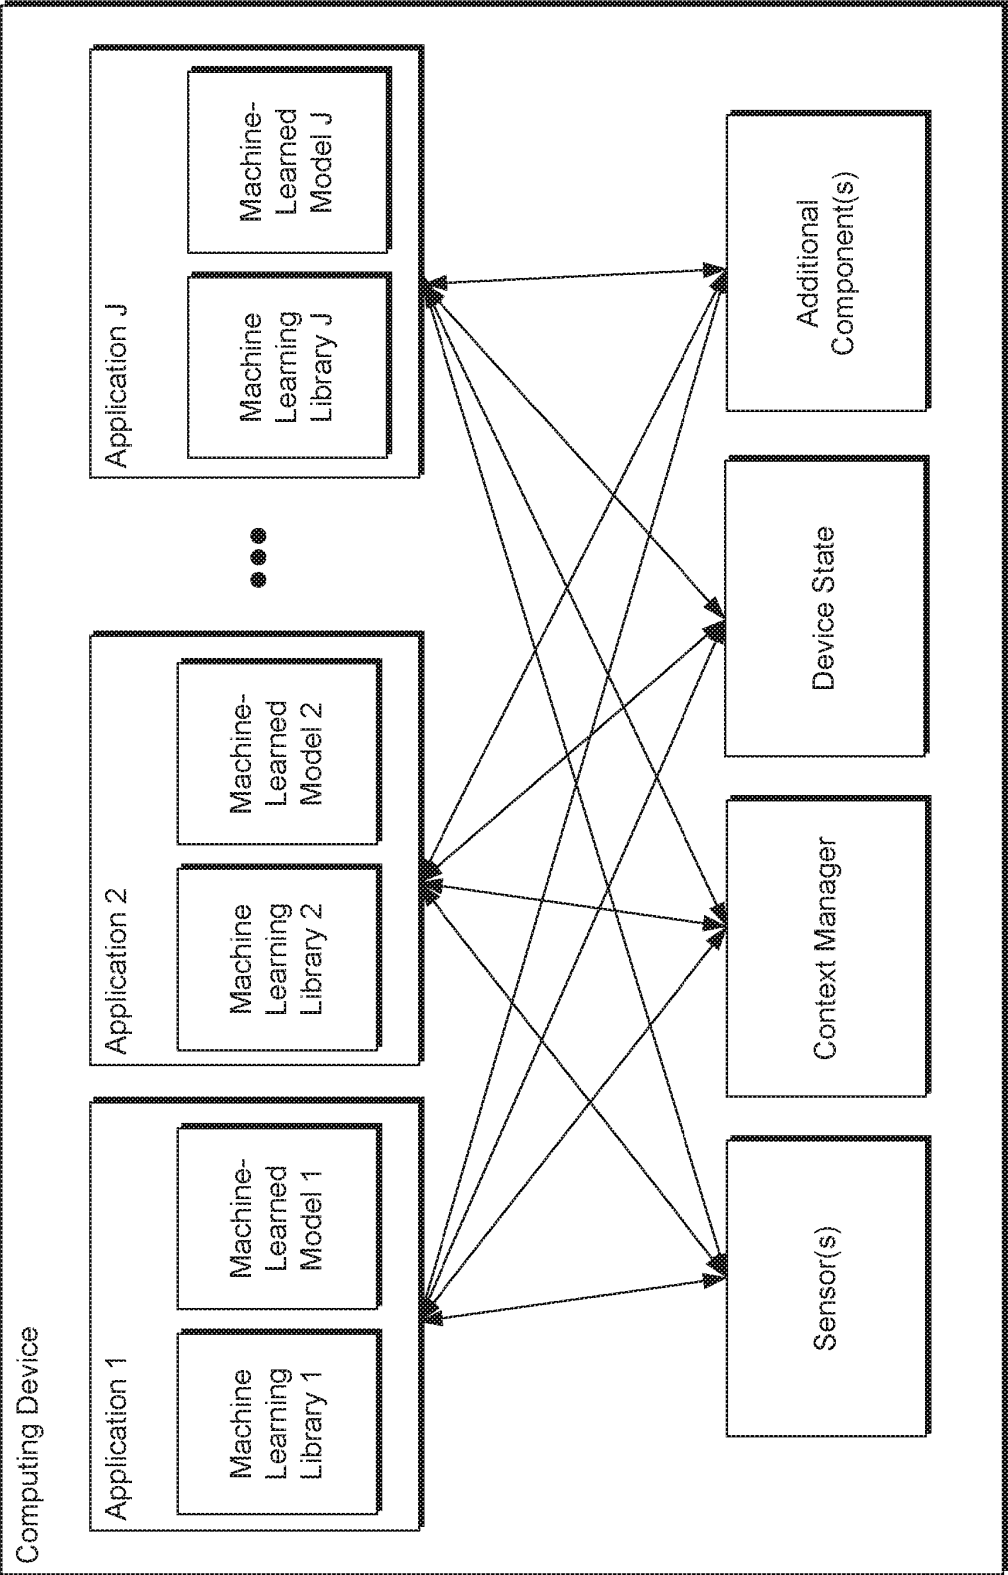 Computing Device
Application 1
Machine
Learning
Library 1
Machine-
Learned
Model 1
Application 2
Machine
Learning
Library 2
Machine-
Learned
Model 2
Application J
Machine
Learning
Library J
Machine-
Learned
Model J
Sensor(s)
Context Manager
Device State
Additional
Component(s)